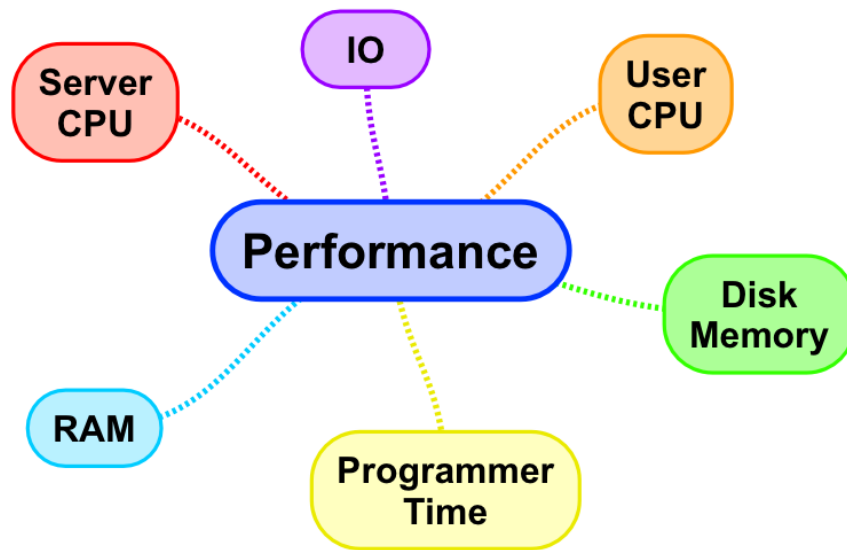 IO
Server
CPU
User
CPU
Performance
Disk
Memory
RAM
Programmer
Time